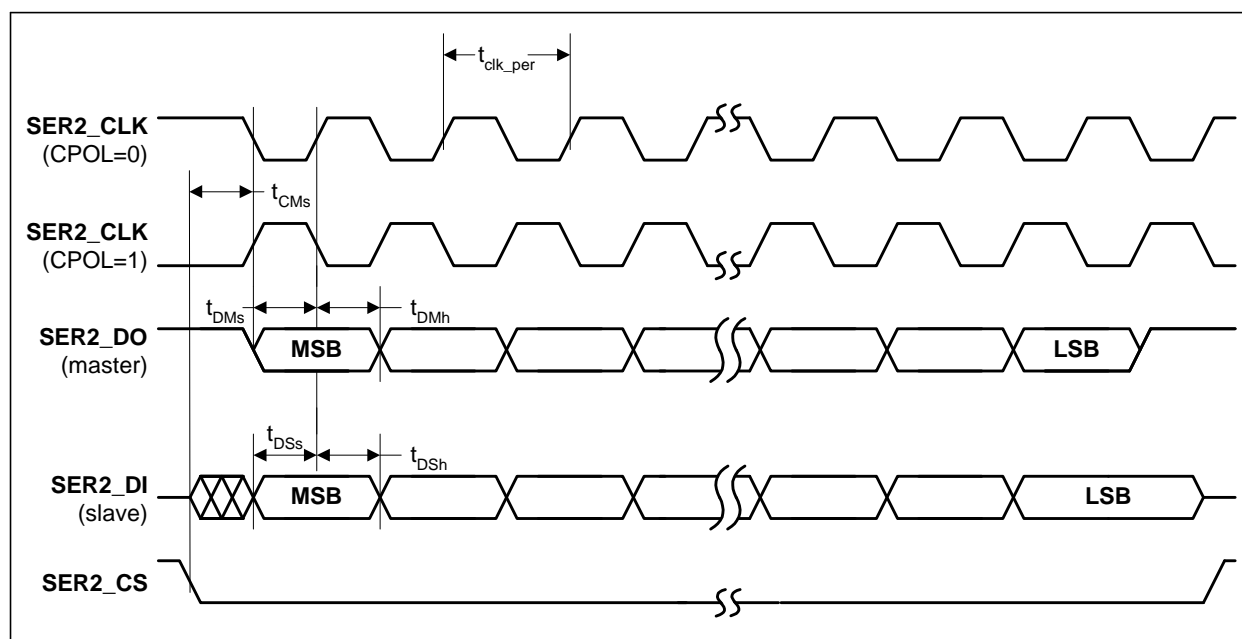 t_clk_per
SER2_CLK
(CPOL=0)
t_CMs
SER2_CLK
(CPOL=1)
t_DMs
t_DMh
SER2_DO
(master)
MSB
LSB
t_DSs
t_DSh
SER2_DI
(slave)
MSB
LSB
SER2_CS